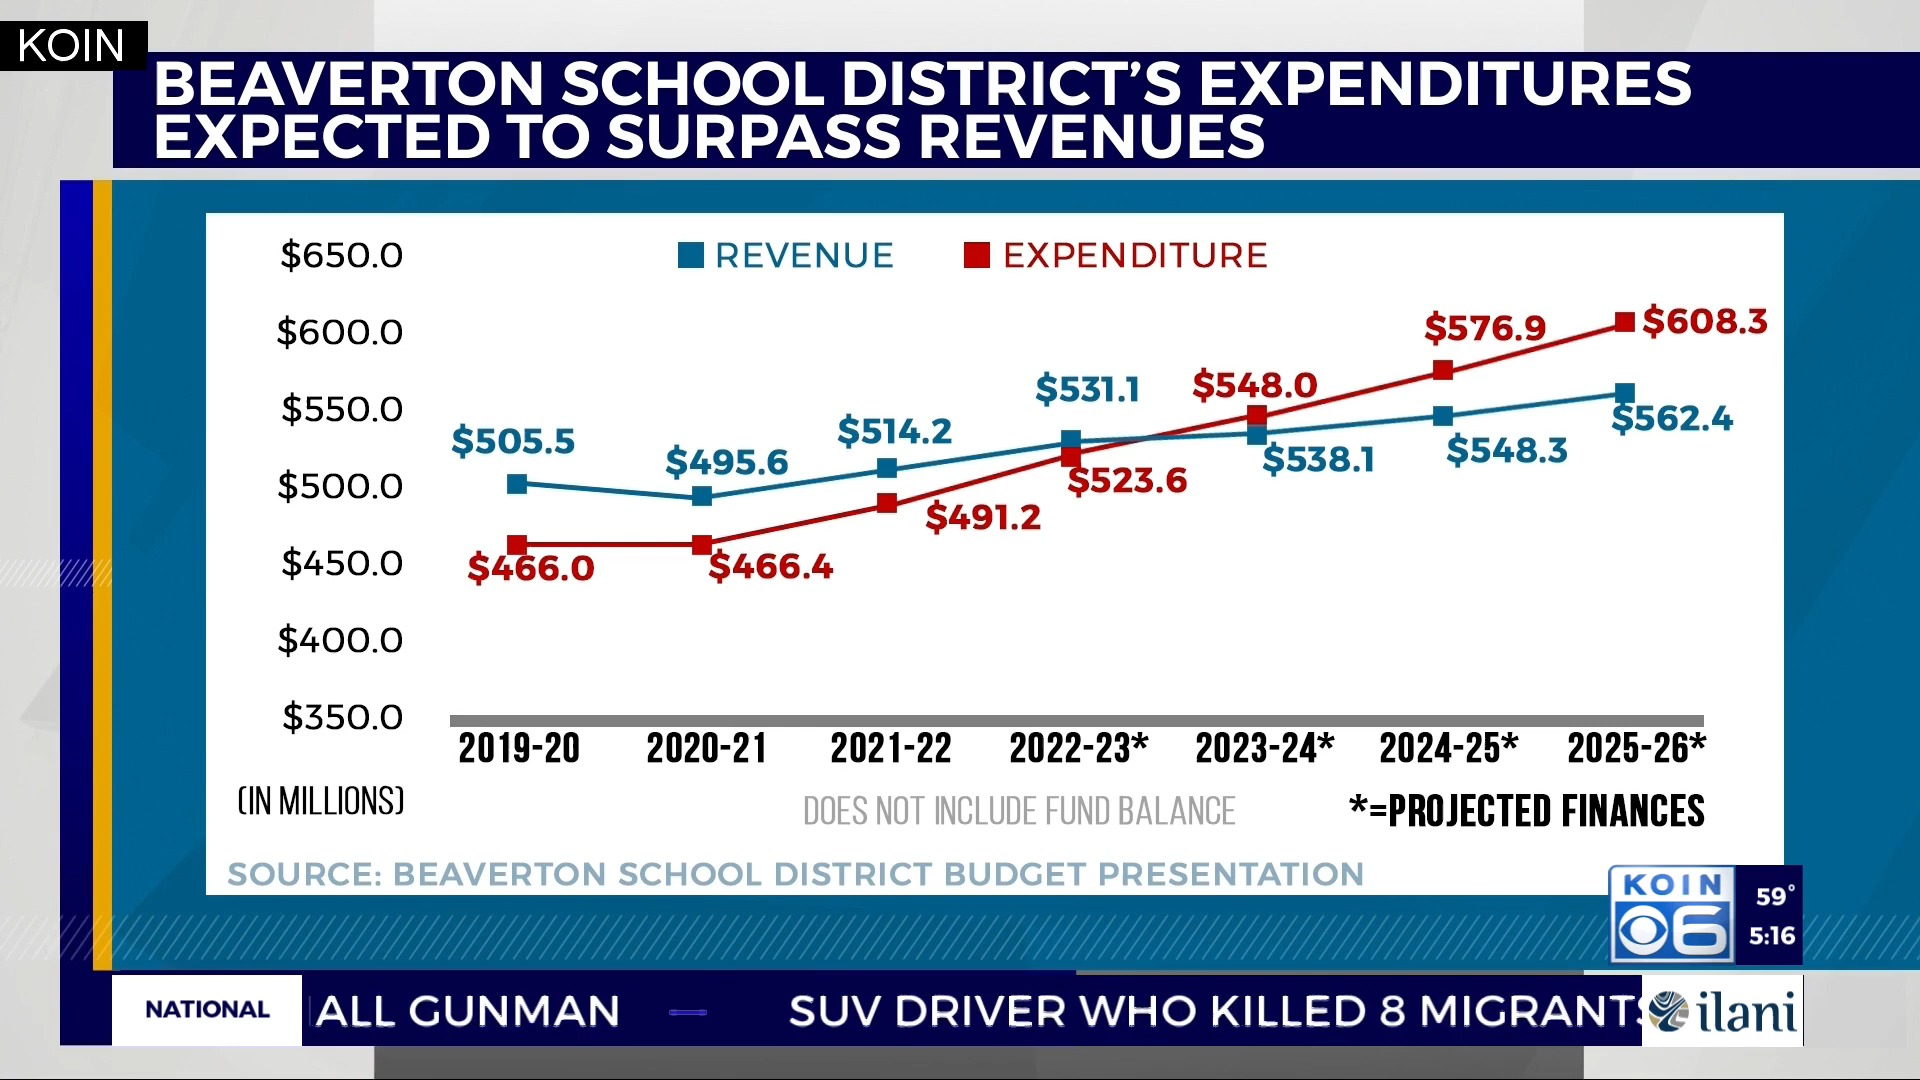 KOIN
BEAVERTON SCHOOL DISTRICT’S EXPENDITURES
EXPECTED TO SURPASS REVENUES
$650.0
$600.0
$550.0
$500.0
$450.0
$400.0
$350.0
REVENUE
EXPENDITURE
$505.5
$495.6
$514.2
$531.1
$538.1
$548.3
$562.4
$466.0
$466.4
$491.2
$523.6
$548.0
$576.9
$608.3
2019-20
2020-21
2021-22
2022-23*
2023-24*
2024-25*
2025-26*
(IN MILLIONS)
DOES NOT INCLUDE FUND BALANCE
*=PROJECTED FINANCES
SOURCE: BEAVERTON SCHOOL DISTRICT BUDGET PRESENTATION
KOIN
6
59°
5:16
NATIONAL
ALL GUNMAN — SUV DRIVER WHO KILLED 8 MIGRANTS
ilani